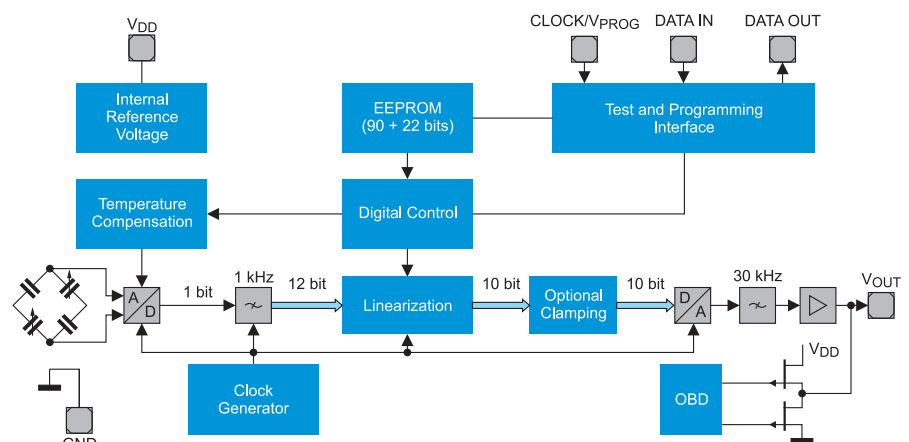 VDD
CLOCK/VPROG
DATA IN
DATA OUT
Internal
Reference
Voltage
EEPROM
(90 + 22 bits)
Test and Programming
Interface
Temperature
Compensation
Digital Control
A
D
1 bit
1 kHz
12 bit
Linearization
10 bit
Optional
Clamping
10 bit
D
A
30 kHz
VOUT
Clock
Generator
OBD
VDD
GND